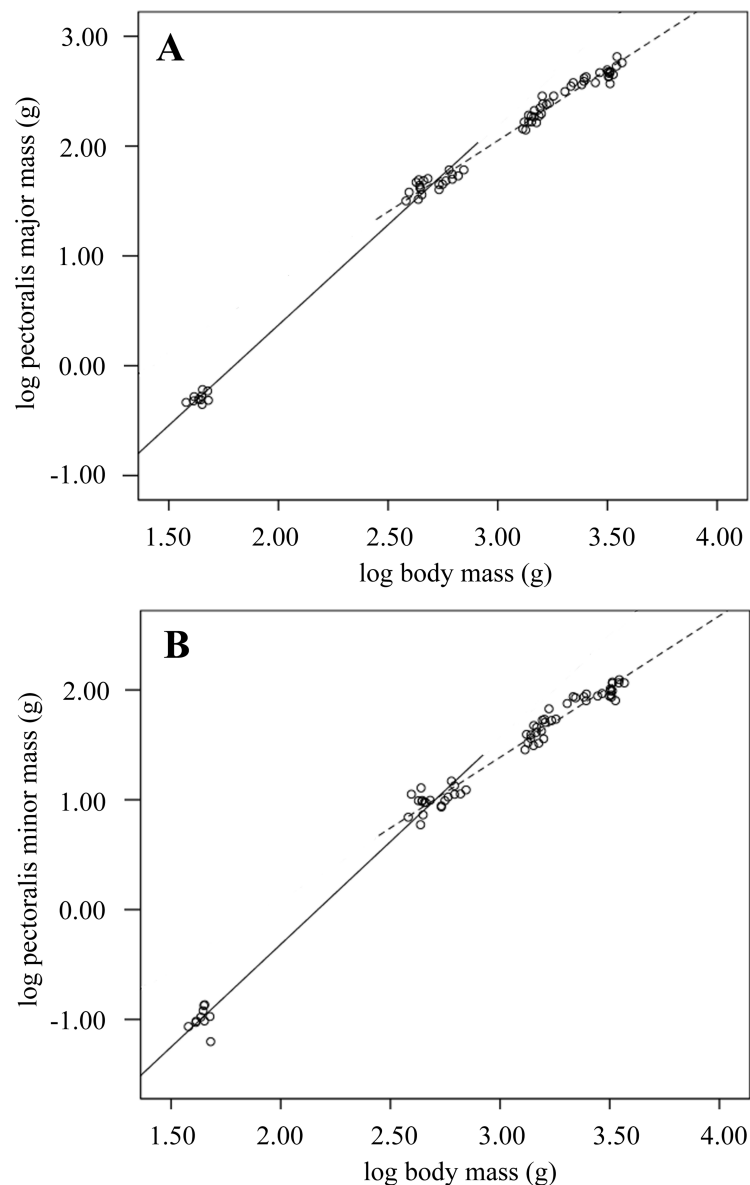 A
3.00
2.00
1.00
0.00
-1.00
log pectoralis major mass (g)
1.50 2.00 2.50 3.00 3.50 4.00
log body mass (g)
B
2.00
1.00
0.00
-1.00
log pectoralis minor mass (g)
1.50 2.00 2.50 3.00 3.50 4.00
log body mass (g)